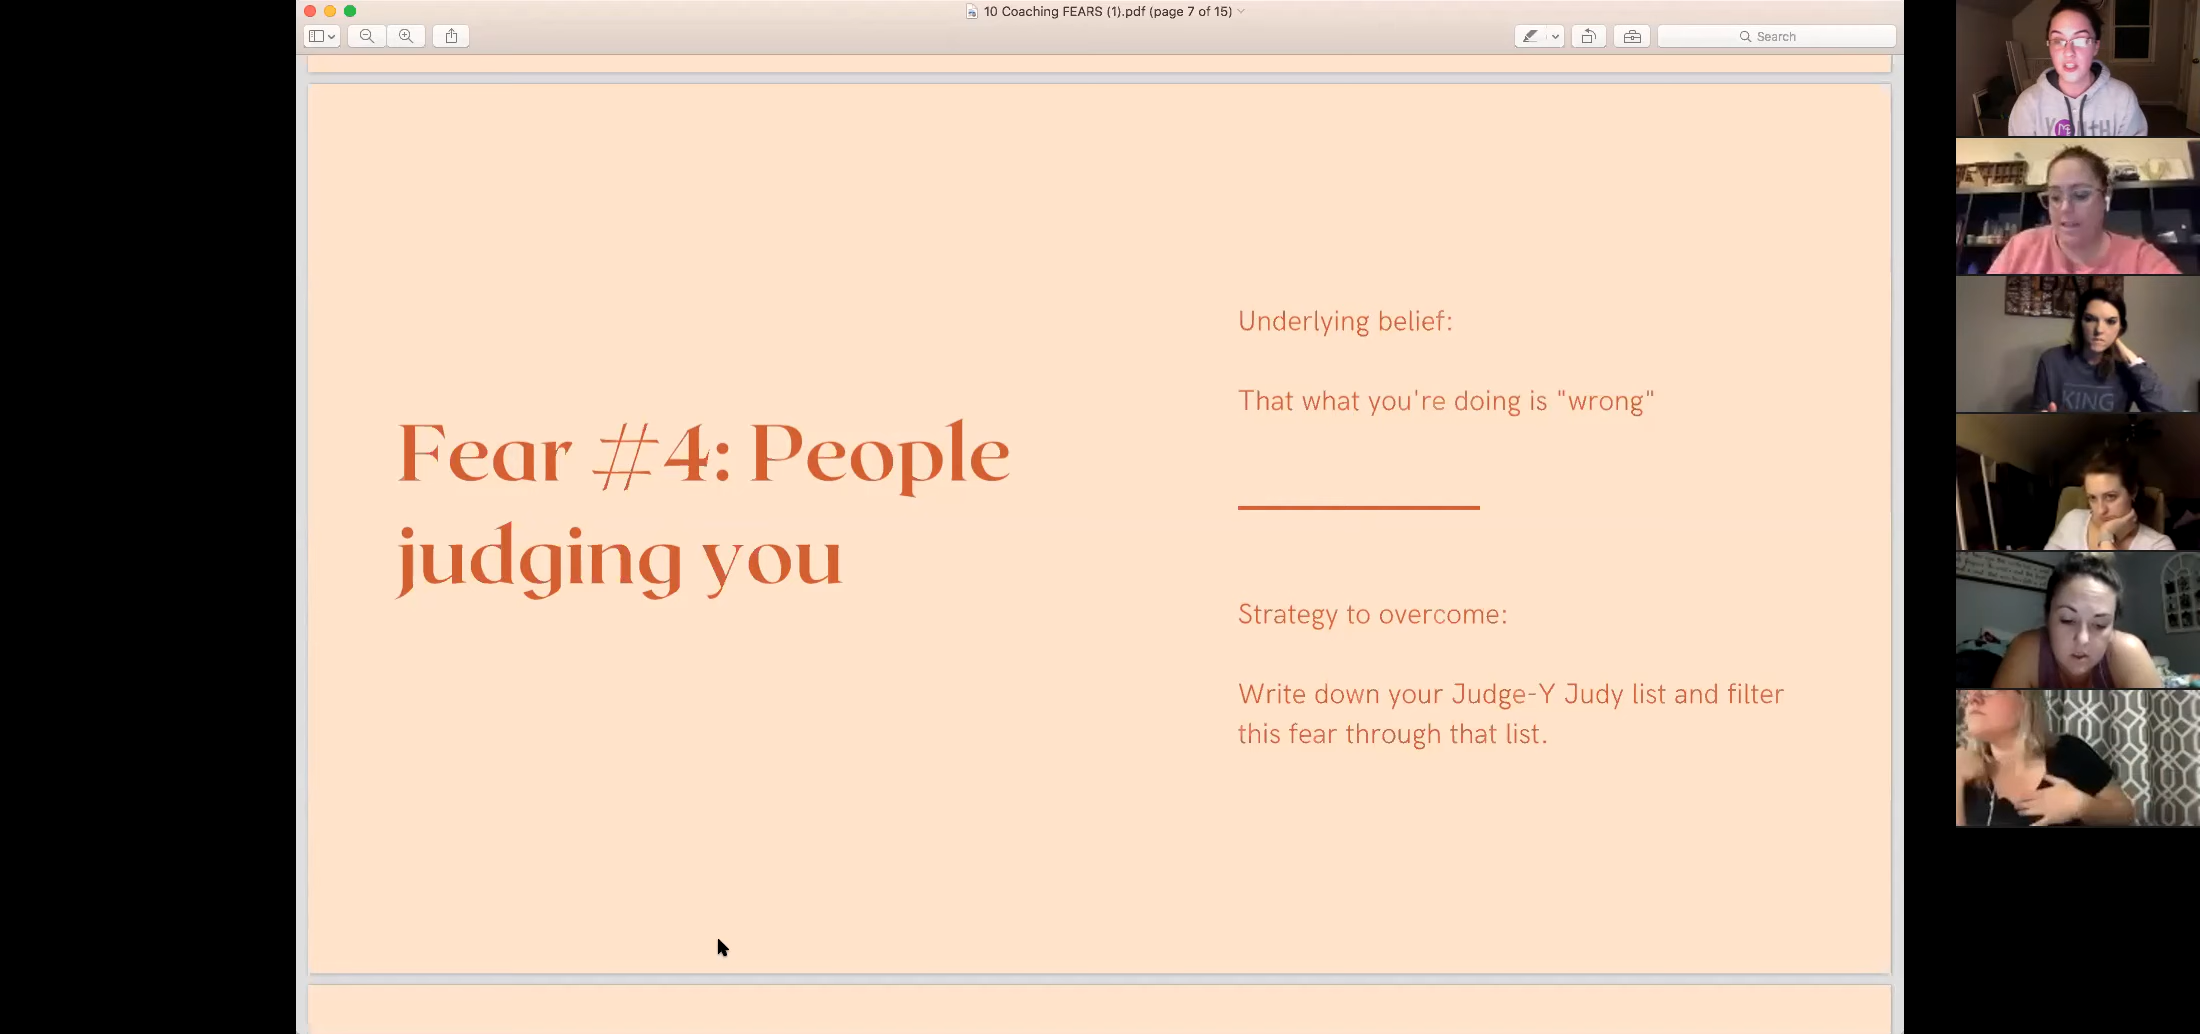 10 Coaching FEARS (1).pdf (page 7 of 15)
Search
Fear #4: People
judging you
Underlying belief:
That what you're doing is "wrong"
Strategy to overcome:
Write down your Judge-Y Judy list and filter
this fear through that list.
KING